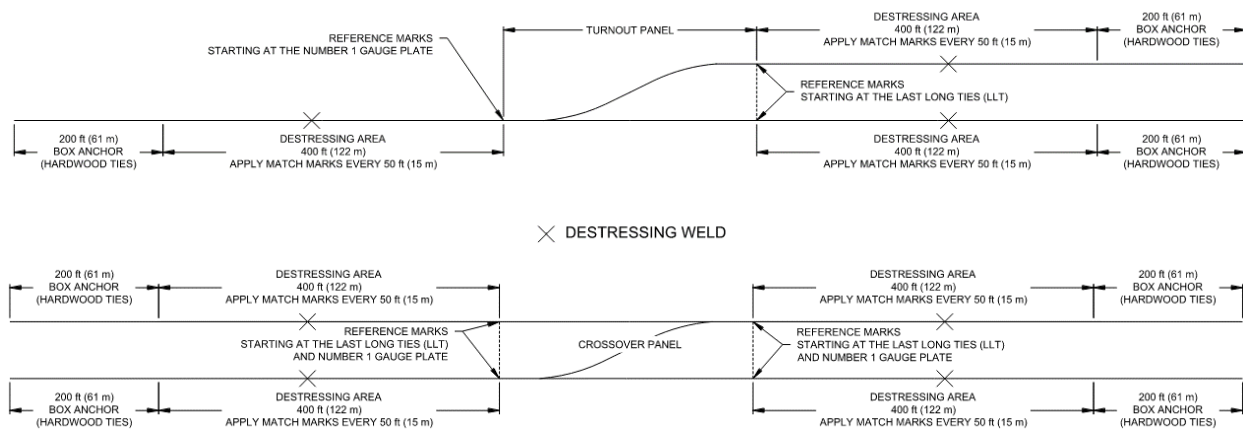 REFERENCE MARKS
STARTING AT THE NUMBER 1 GAUGE PLATE
TURNOUT PANEL
DESTRESSING AREA
400 ft (122 m)
APPLY MATCH MARKS EVERY 50 ft (15 m)
200 ft (61 m)
BOX ANCHOR
(HARDWOOD TIES)
REFERENCE MARKS
STARTING AT THE LAST LONG TIES (LLT)
200 ft (61 m)
BOX ANCHOR
(HARDWOOD TIES)
DESTRESSING AREA
400 ft (122 m)
APPLY MATCH MARKS EVERY 50 ft (15 m)
DESTRESSING AREA
400 ft (122 m)
APPLY MATCH MARKS EVERY 50 ft (15 m)
200 ft (61 m)
BOX ANCHOR
(HARDWOOD TIES)
DESTRESSING WELD
200 ft (61 m)
BOX ANCHOR
(HARDWOOD TIES)
DESTRESSING AREA
400 ft (122 m)
APPLY MATCH MARKS EVERY 50 ft (15 m)
DESTRESSING AREA
400 ft (122 m)
APPLY MATCH MARKS EVERY 50 ft (15 m)
200 ft (61 m)
BOX ANCHOR
(HARDWOOD TIES)
REFERENCE MARKS
STARTING AT THE LAST LONG TIES (LLT)
AND NUMBER 1 GAUGE PLATE
CROSSOVER PANEL
REFERENCE MARKS
STARTING AT THE LAST LONG TIES (LLT)
AND NUMBER 1 GAUGE PLATE
200 ft (61 m)
BOX ANCHOR
(HARDWOOD TIES)
DESTRESSING AREA
400 ft (122 m)
APPLY MATCH MARKS EVERY 50 ft (15 m)
DESTRESSING AREA
400 ft (122 m)
APPLY MATCH MARKS EVERY 50 ft (15 m)
200 ft (61 m)
BOX ANCHOR
(HARDWOOD TIES)